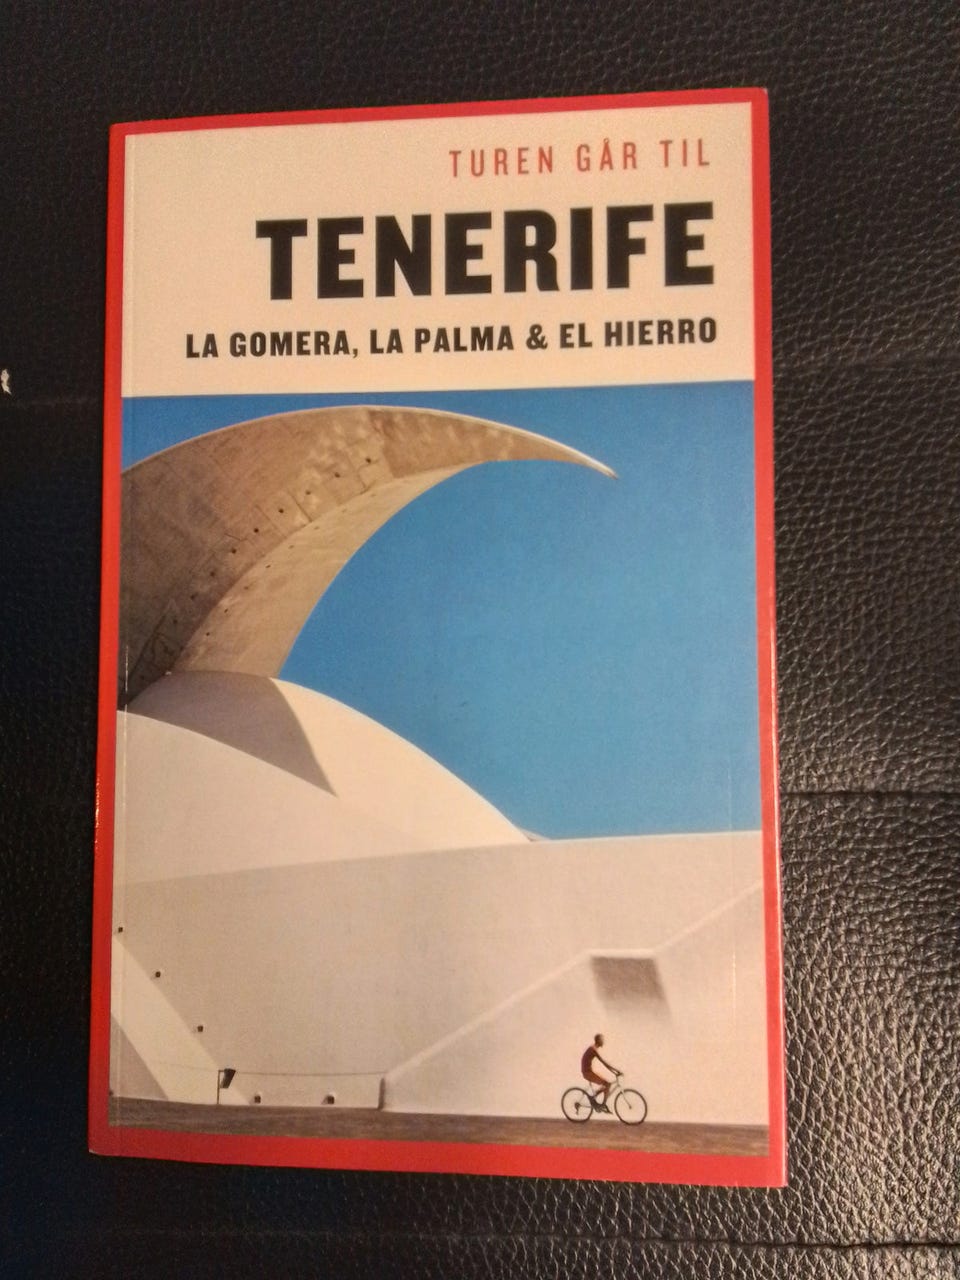 TUREN GÅR TIL
TENERIFE
LA GOMERA, LA PALMA & EL HIERRO